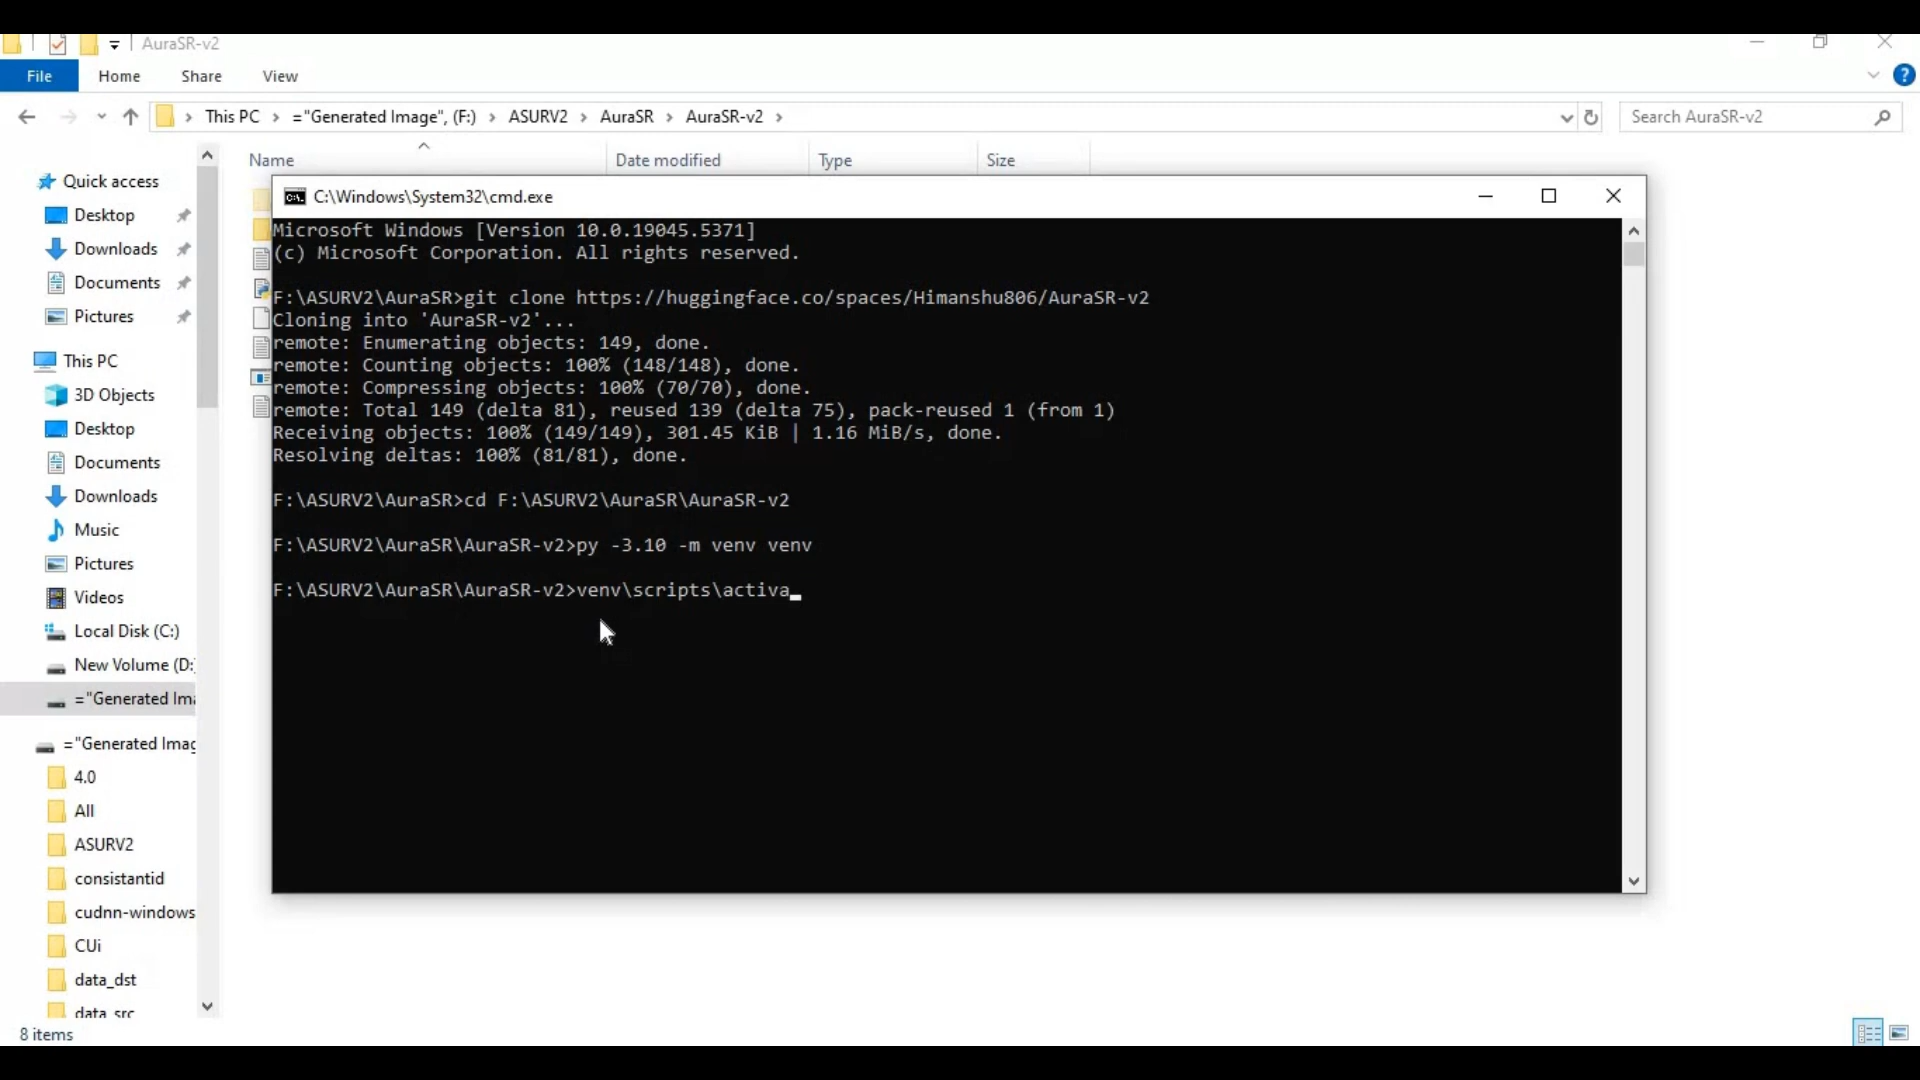 AuraSR-v2
File Home Share View
This PC > ="Generated Image", (F:) > ASURV2 > AuraSR > AuraSR-v2 >
Search AuraSR-v2
Name Date modified Type Size
Quick access
Desktop
Downloads
Documents
Pictures
This PC
3D Objects
Desktop
Documents
Downloads
Music
Pictures
Videos
Local Disk (C:)
New Volume (D:
="Generated Ima
="Generated Imag
4.0
All
ASURV2
consistantid
cudnn-windows
CUi
data_dst
data_src
8 items
C:\Windows\System32\cmd.exe
Microsoft Windows [Version 10.0.19045.5371]
(c) Microsoft Corporation. All rights reserved.
F:\ASURV2\AuraSR>git clone https://huggingface.co/spaces/Himanshu806/AuraSR-v2
Cloning into 'AuraSR-v2'...
remote: Enumerating objects: 149, done.
remote: Counting objects: 100% (148/148), done.
remote: Compressing objects: 100% (70/70), done.
remote: Total 149 (delta 81), reused 139 (delta 75), pack-reused 1 (from 1)
Receiving objects: 100% (149/149), 301.45 KiB | 1.16 MiB/s, done.
Resolving deltas: 100% (81/81), done.
F:\ASURV2\AuraSR>cd F:\ASURV2\AuraSR\AuraSR-v2
F:\ASURV2\AuraSR\AuraSR-v2>py -3.10 -m venv venv
F:\ASURV2\AuraSR\AuraSR-v2>venv\scripts\activa